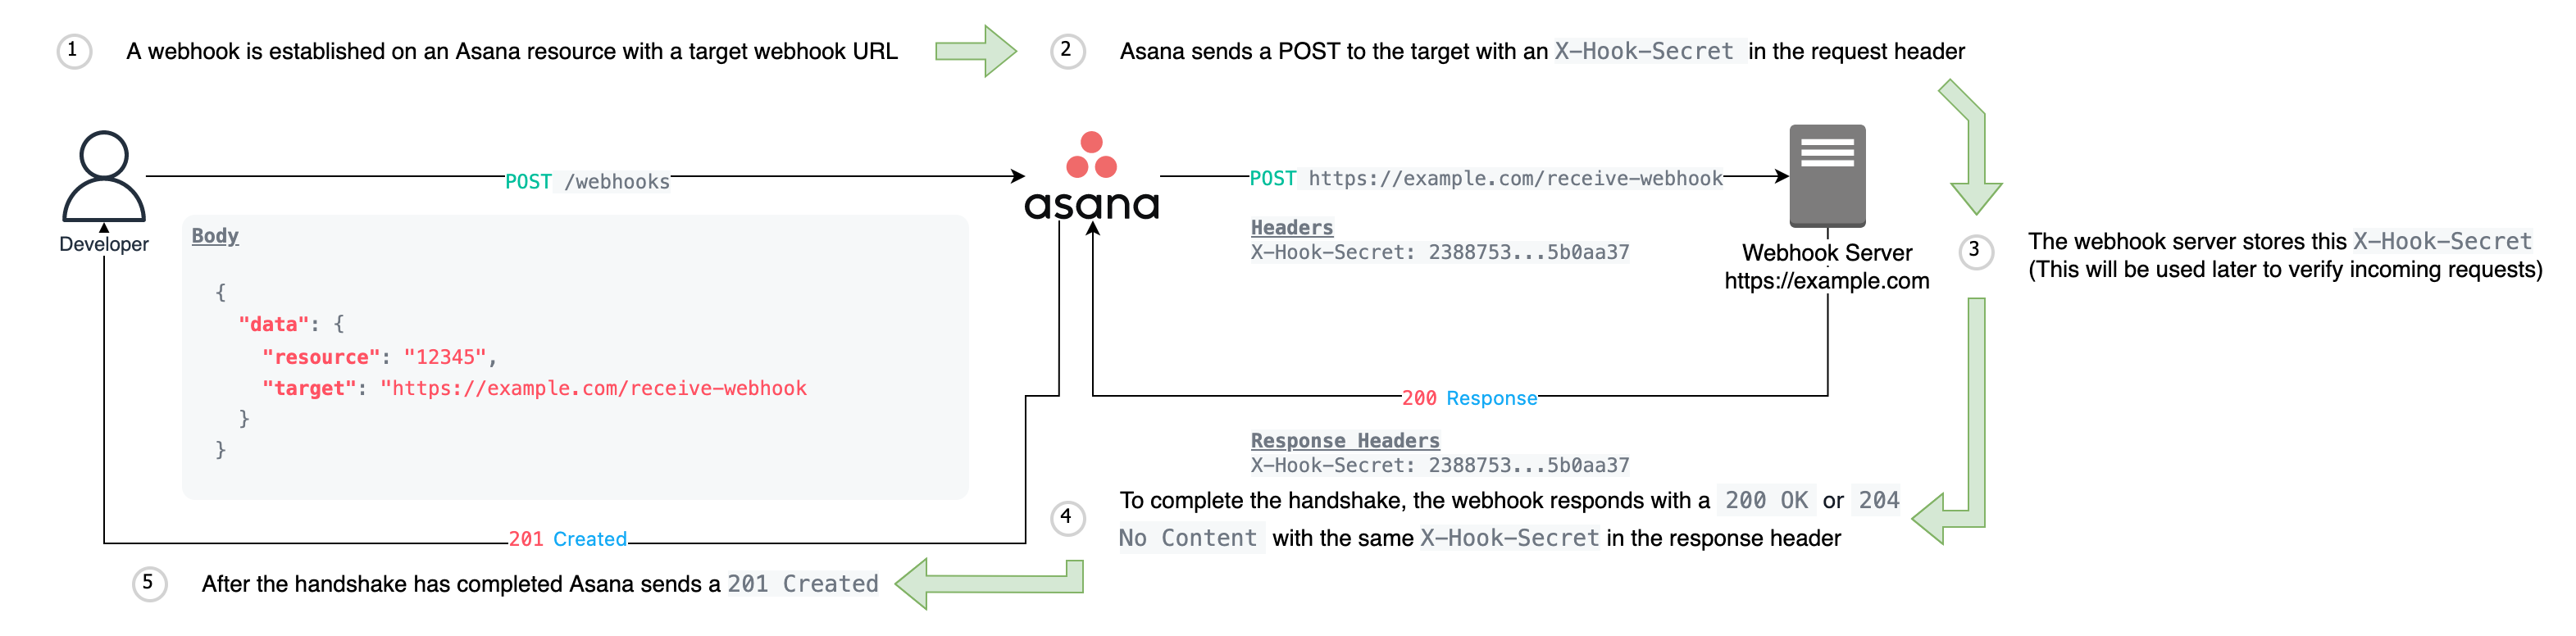 1 A webhook is established on an Asana resource with a target webhook URL
2 Asana sends a POST to the target with an X-Hook-Secret in the request header
POST /webhooks
asana
POST https://example.com/receive-webhook
Developer
Body
{
"data": {
"resource": "12345",
"target": "https://example.com/receive-webhook
}
}
Headers
X-Hook-Secret: 2388753...5b0aa37
Webhook Server
https://example.com
3 The webhook server stores this X-Hook-Secret
(This will be used later to verify incoming requests)
200 Response
Response Headers
X-Hook-Secret: 2388753...5b0aa37
4 To complete the handshake, the webhook responds with a 200 OK or 204
No Content with the same X-Hook-Secret in the response header
201 Created
5 After the handshake has completed Asana sends a 201 Created